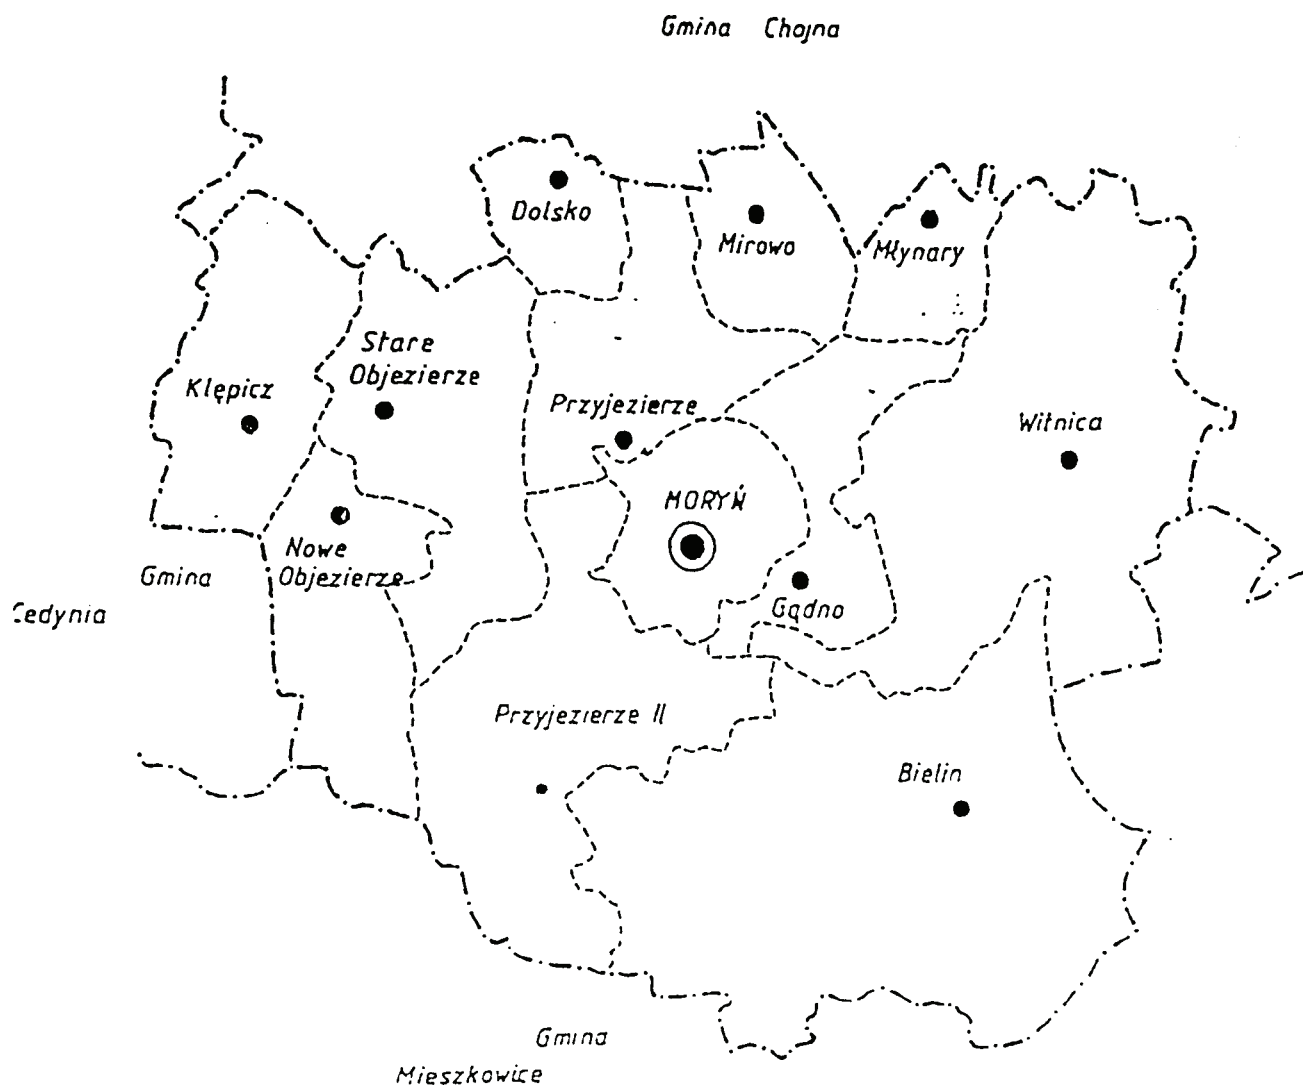 Gmina Chojna
Dolsko
Mirowo
Młynary
Stare
Objezierze
Klępicz
Przyjezierze
Witnica
MORYŃ
Nowe
Objezierze
Gmina
Cedynia
Gądno
Przyjezierze II
Bielin
Gmina
Mieszkowice